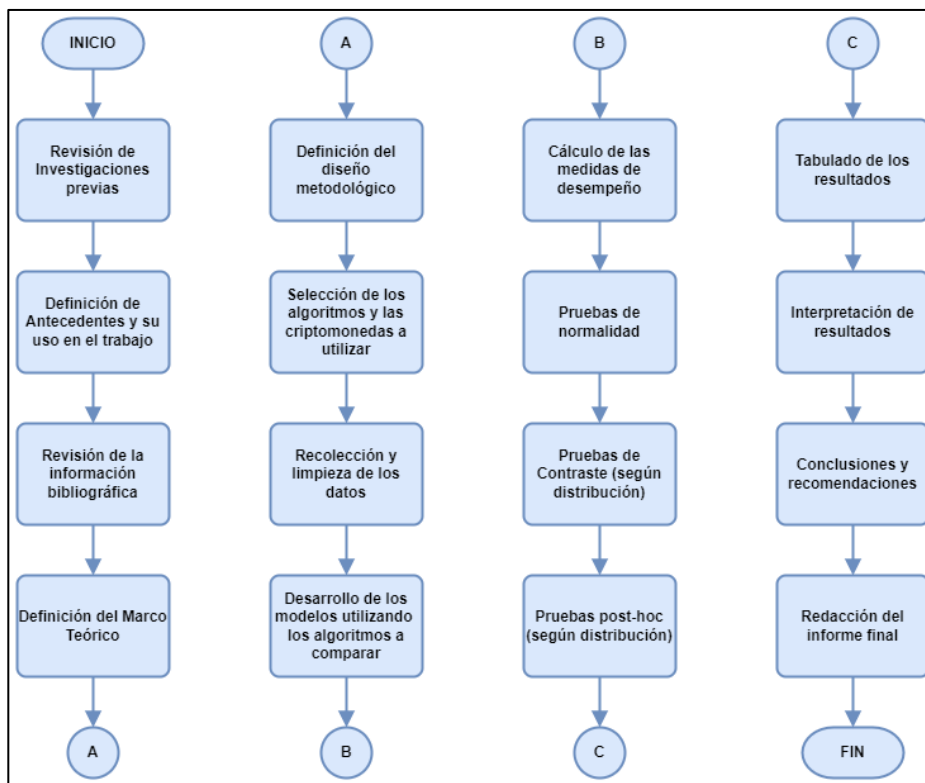 INICIO
Revisión de
Investigaciones
previas
Definición de
Antecedentes y su
uso en el trabajo
Revisión de la
información
bibliográfica
Definición del Marco
Teórico
A
A
Definición del
diseño
metodológico
Selección de los
algoritmos y las
criptomonedas a
utilizar
Recolección y
limpieza de los
datos
Desarrollo de los
modelos utilizando
los algoritmos a
comparar
B
B
Cálculo de las
medidas de
desempeño
Pruebas de
normalidad
Pruebas de
Contraste (según
distribución)
Pruebas post-hoc
(según distribución)
C
C
Tabulado de los
resultados
Interpretación de
resultados
Conclusiones y
recomendaciones
Redacción del
informe final
FIN